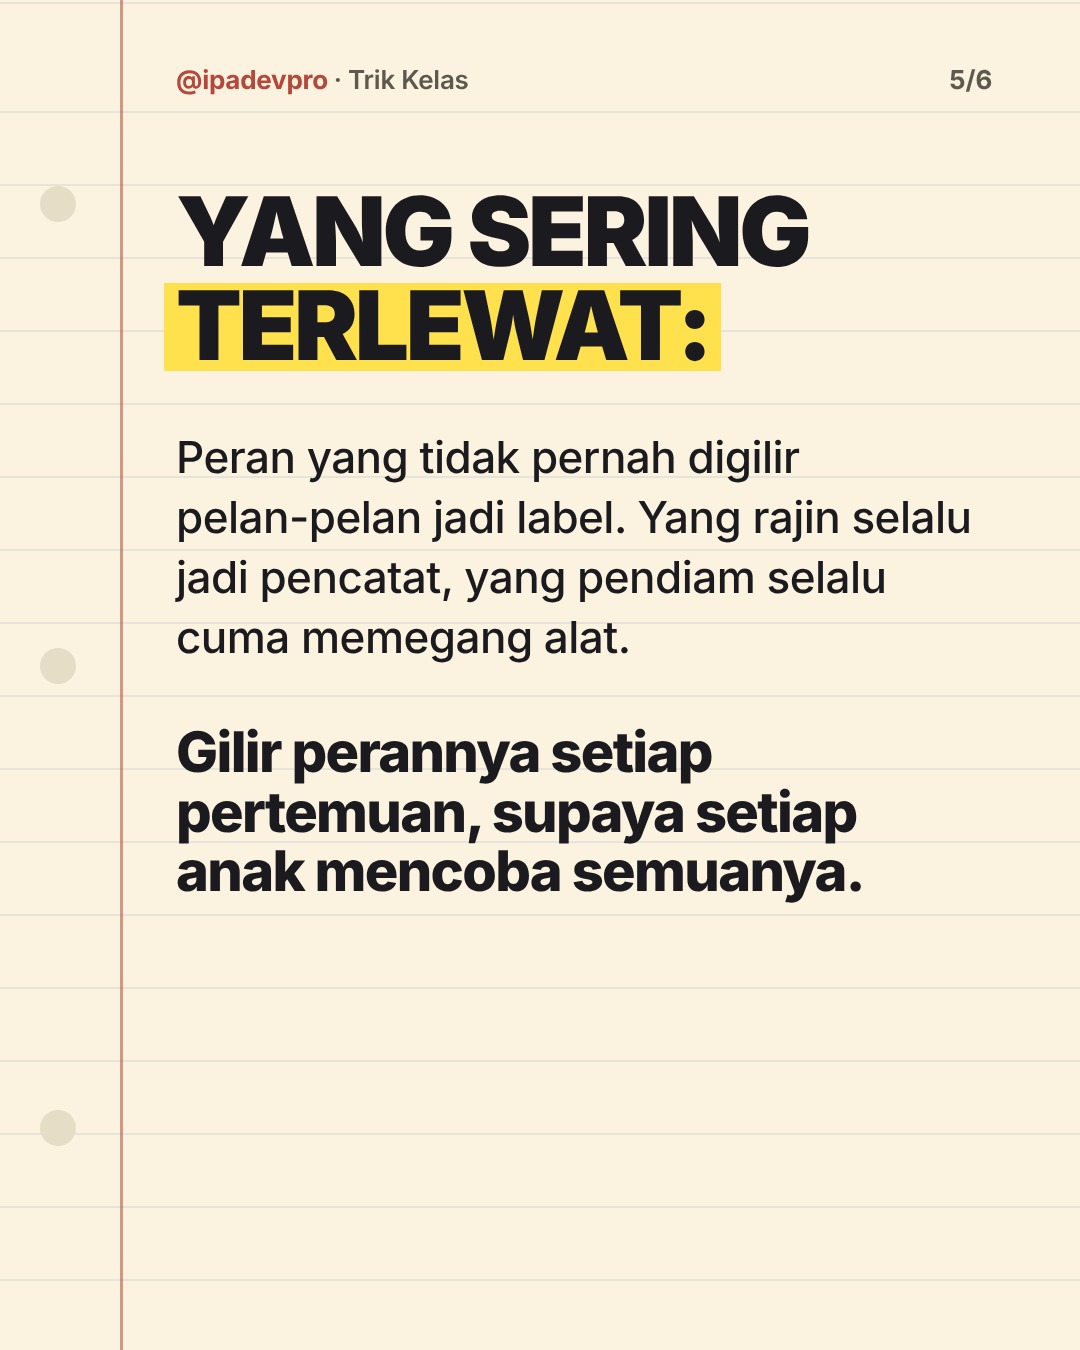 @ipadevpro · Trik Kelas
5/6
YANG SERING
TERLEWAT:
Peran yang tidak pernah digilir
pelan-pelan jadi label. Yang rajin selalu
jadi pencatat, yang pendiam selalu
cuma memegang alat.
Gilir perannya setiap
pertemuan, supaya setiap
anak mencoba semuanya.